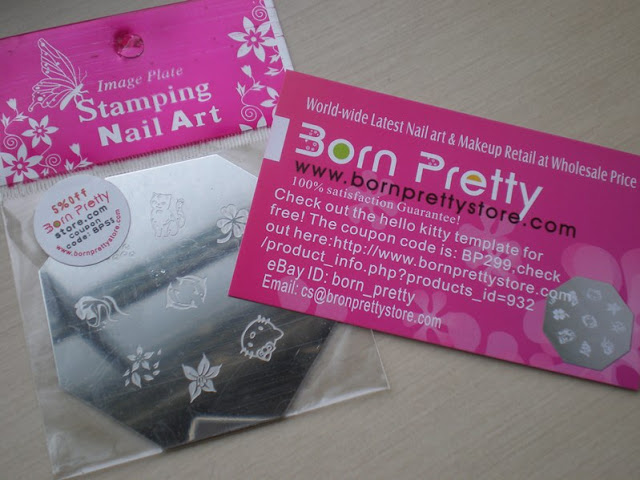 Image Plate
Stamping
Nail Art
5% Off
Born Pretty
store.com
coupon
code: BP51
World-wide Latest Nail art & Makeup Retail at Wholesale Price
Born Pretty
www.bornprettystore.com
100% satisfaction Guarantee!
Check out the hello kitty template for
free! The coupon code is: BP299,check
out here:http://www.bornprettystore.com
/product_info.php?products_id=932
eBay ID: born_pretty
Email: cs@bronprettystore.com